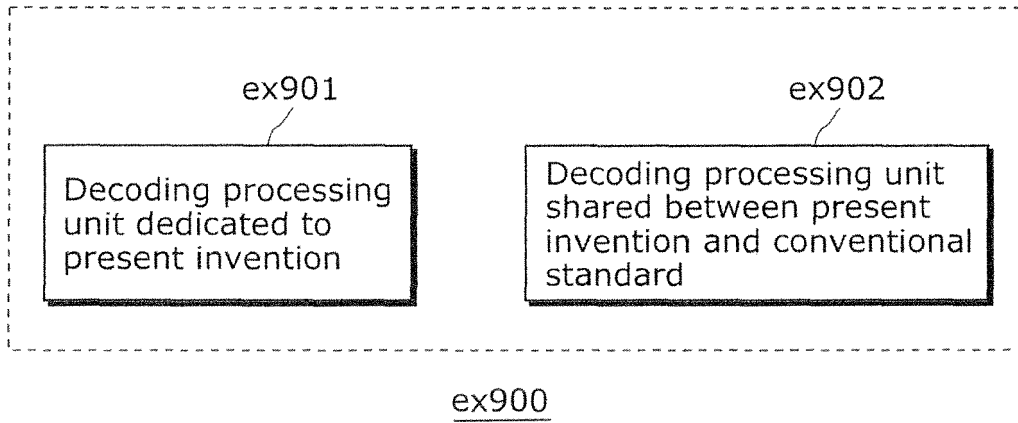 ex901
ex902
Decoding processing
unit dedicated to
present invention
Decoding processing unit
shared between present
invention and conventional
standard
ex900